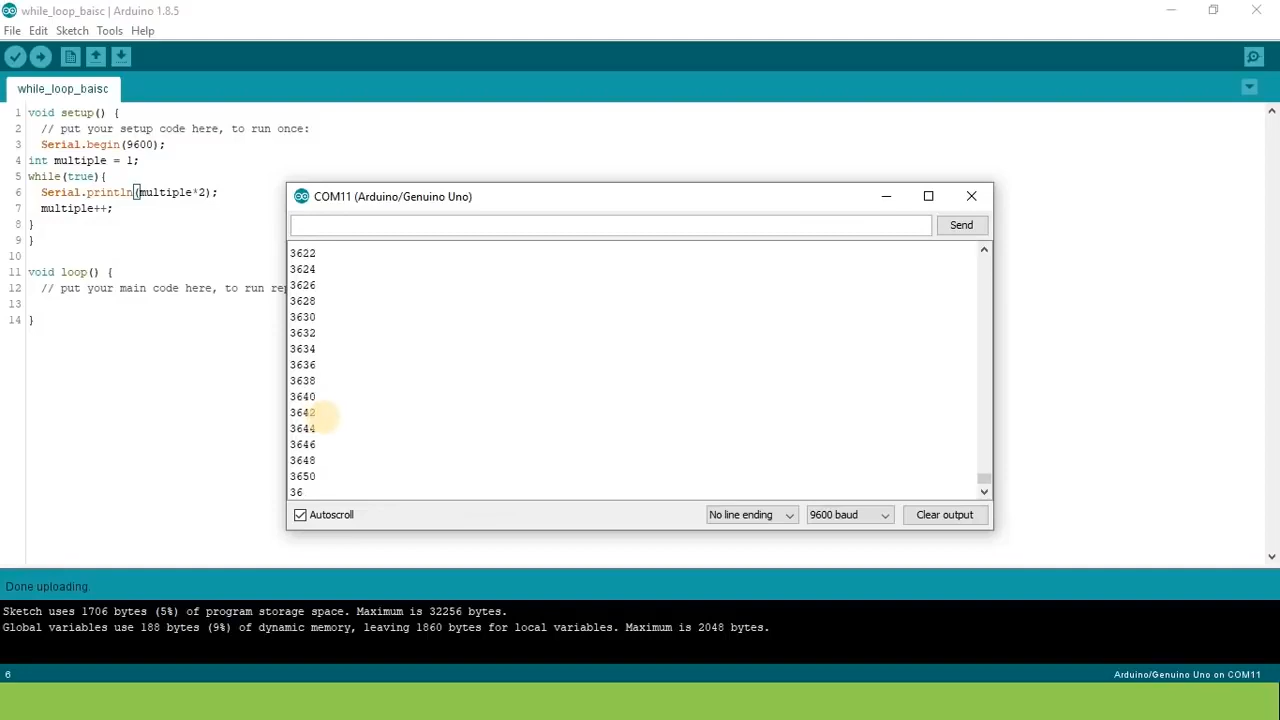 while_loop_baisc | Arduino 1.8.5
File Edit Sketch Tools Help
while_loop_baisc
1 void setup() {
2 // put your setup code here, to run once:
3 Serial.begin(9600);
4 int multiple = 1;
5 while(true){
6 Serial.println(multiple*2);
7 multiple++;
8 }
9 }
10
11 void loop() {
12 // put your main code here, to run rep
13
14 }
COM11 (Arduino/Genuino Uno)
Send
3622
3624
3626
3628
3630
3632
3634
3636
3638
3640
3642
3644
3646
3648
3650
36
Autoscroll No line ending 9600 baud Clear output
Done uploading.
Sketch uses 1706 bytes (5%) of program storage space. Maximum is 32256 bytes.
Global variables use 188 bytes (9%) of dynamic memory, leaving 1860 bytes for local variables. Maximum is 2048 bytes.
6 Arduino/Genuino Uno on COM11